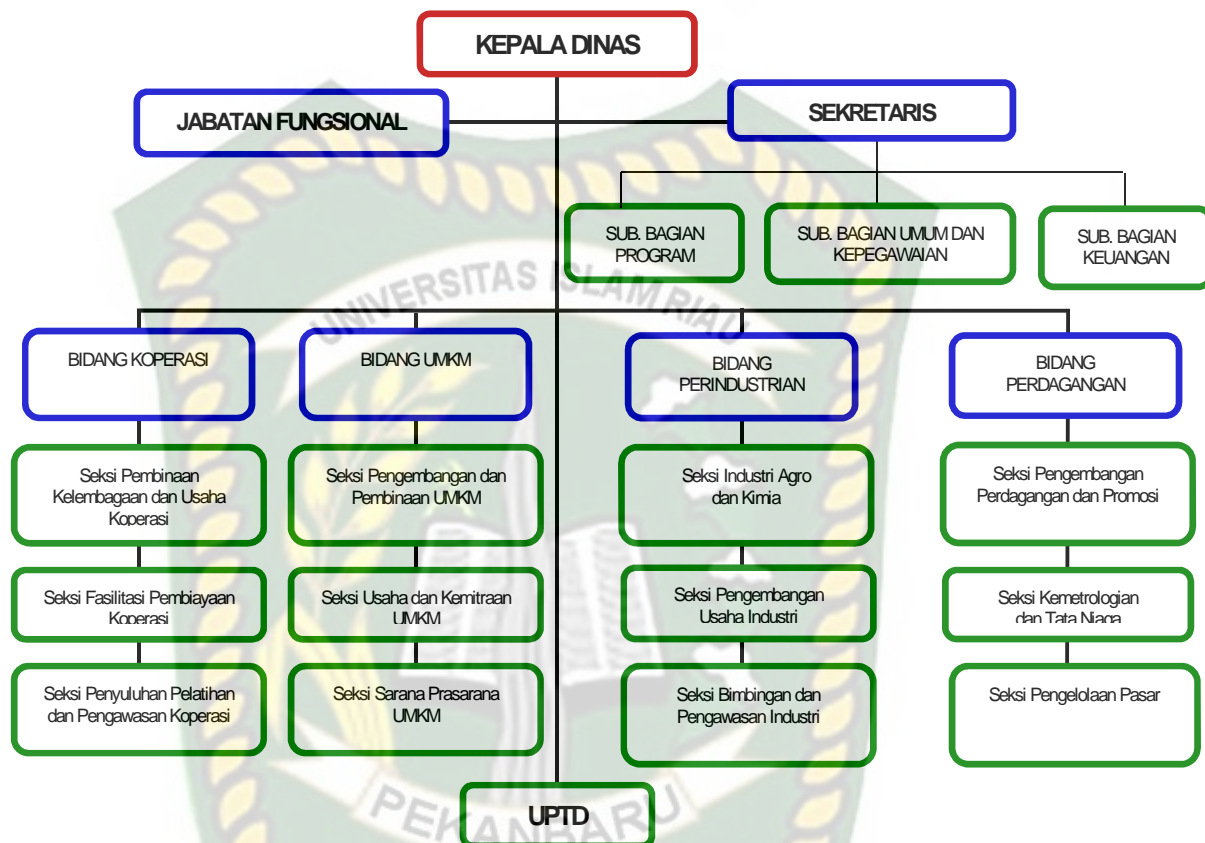 KEPALA DINAS
JABATAN FUNGSIONAL
SEKRETARIS
SUB. BAGIAN
PROGRAM
SUB. BAGIAN UMUM DAN
KEPEGAWAIAN
SUB. BAGIAN
KEUANGAN
UNIVERSITAS ISLAM RIAU
BIDANG KOPERASI
BIDANG UMKM
BIDANG
PERINDUSTRIAN
BIDANG
PERDAGANGAN
Seksi Pembinaan
Kelembagaan dan Usaha
Koperasi
Seksi Pengembangan dan
Pembinaan UMKM
Seksi Industri Agro
dan Kimia
Seksi Pengembangan
Perdagangan dan Promosi
Seksi Fasilitasi Pembiayaan
Koperasi
Seksi Usaha dan Kemitraan
UMKM
Seksi Pengembangan
Usaha Industri
Seksi Kemetrologian
dan Tata Niaga
Seksi Penyuluhan Pelatihan
dan Pengawasan Koperasi
Seksi Sarana Prasarana
UMKM
Seksi Bimbingan dan
Pengawasan Industri
Seksi Pengelolaan Pasar
UPTD
PEKANBARU